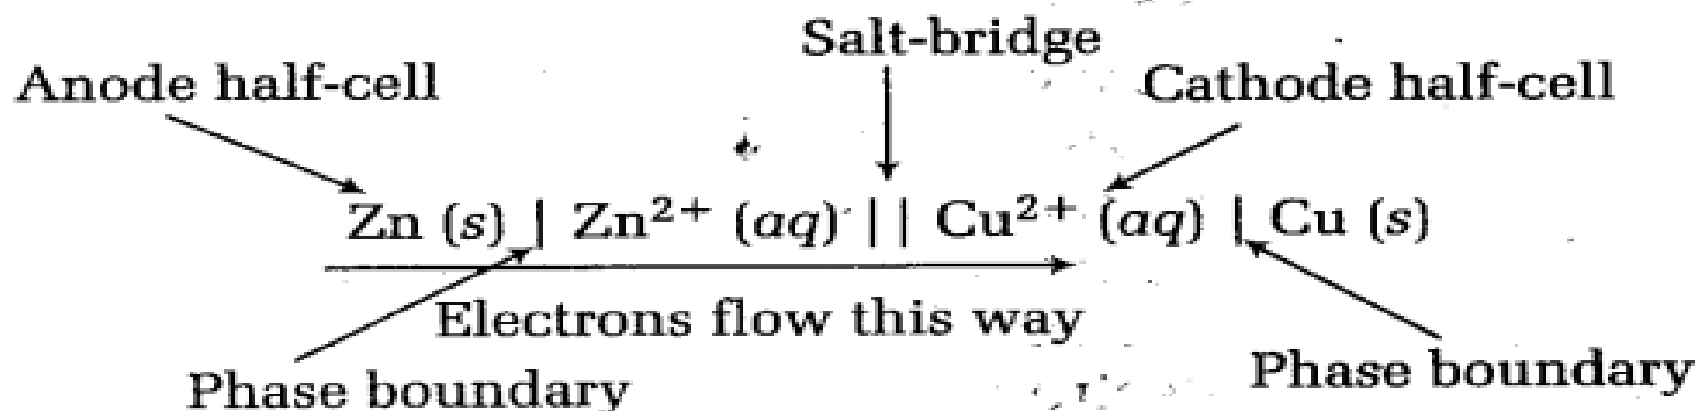 Salt-bridge
Anode half-cell
Cathode half-cell
Zn (s) | Zn²⁺ (aq) || Cu²⁺ (aq) | Cu (s)
Electrons flow this way
Phase boundary
Phase boundary